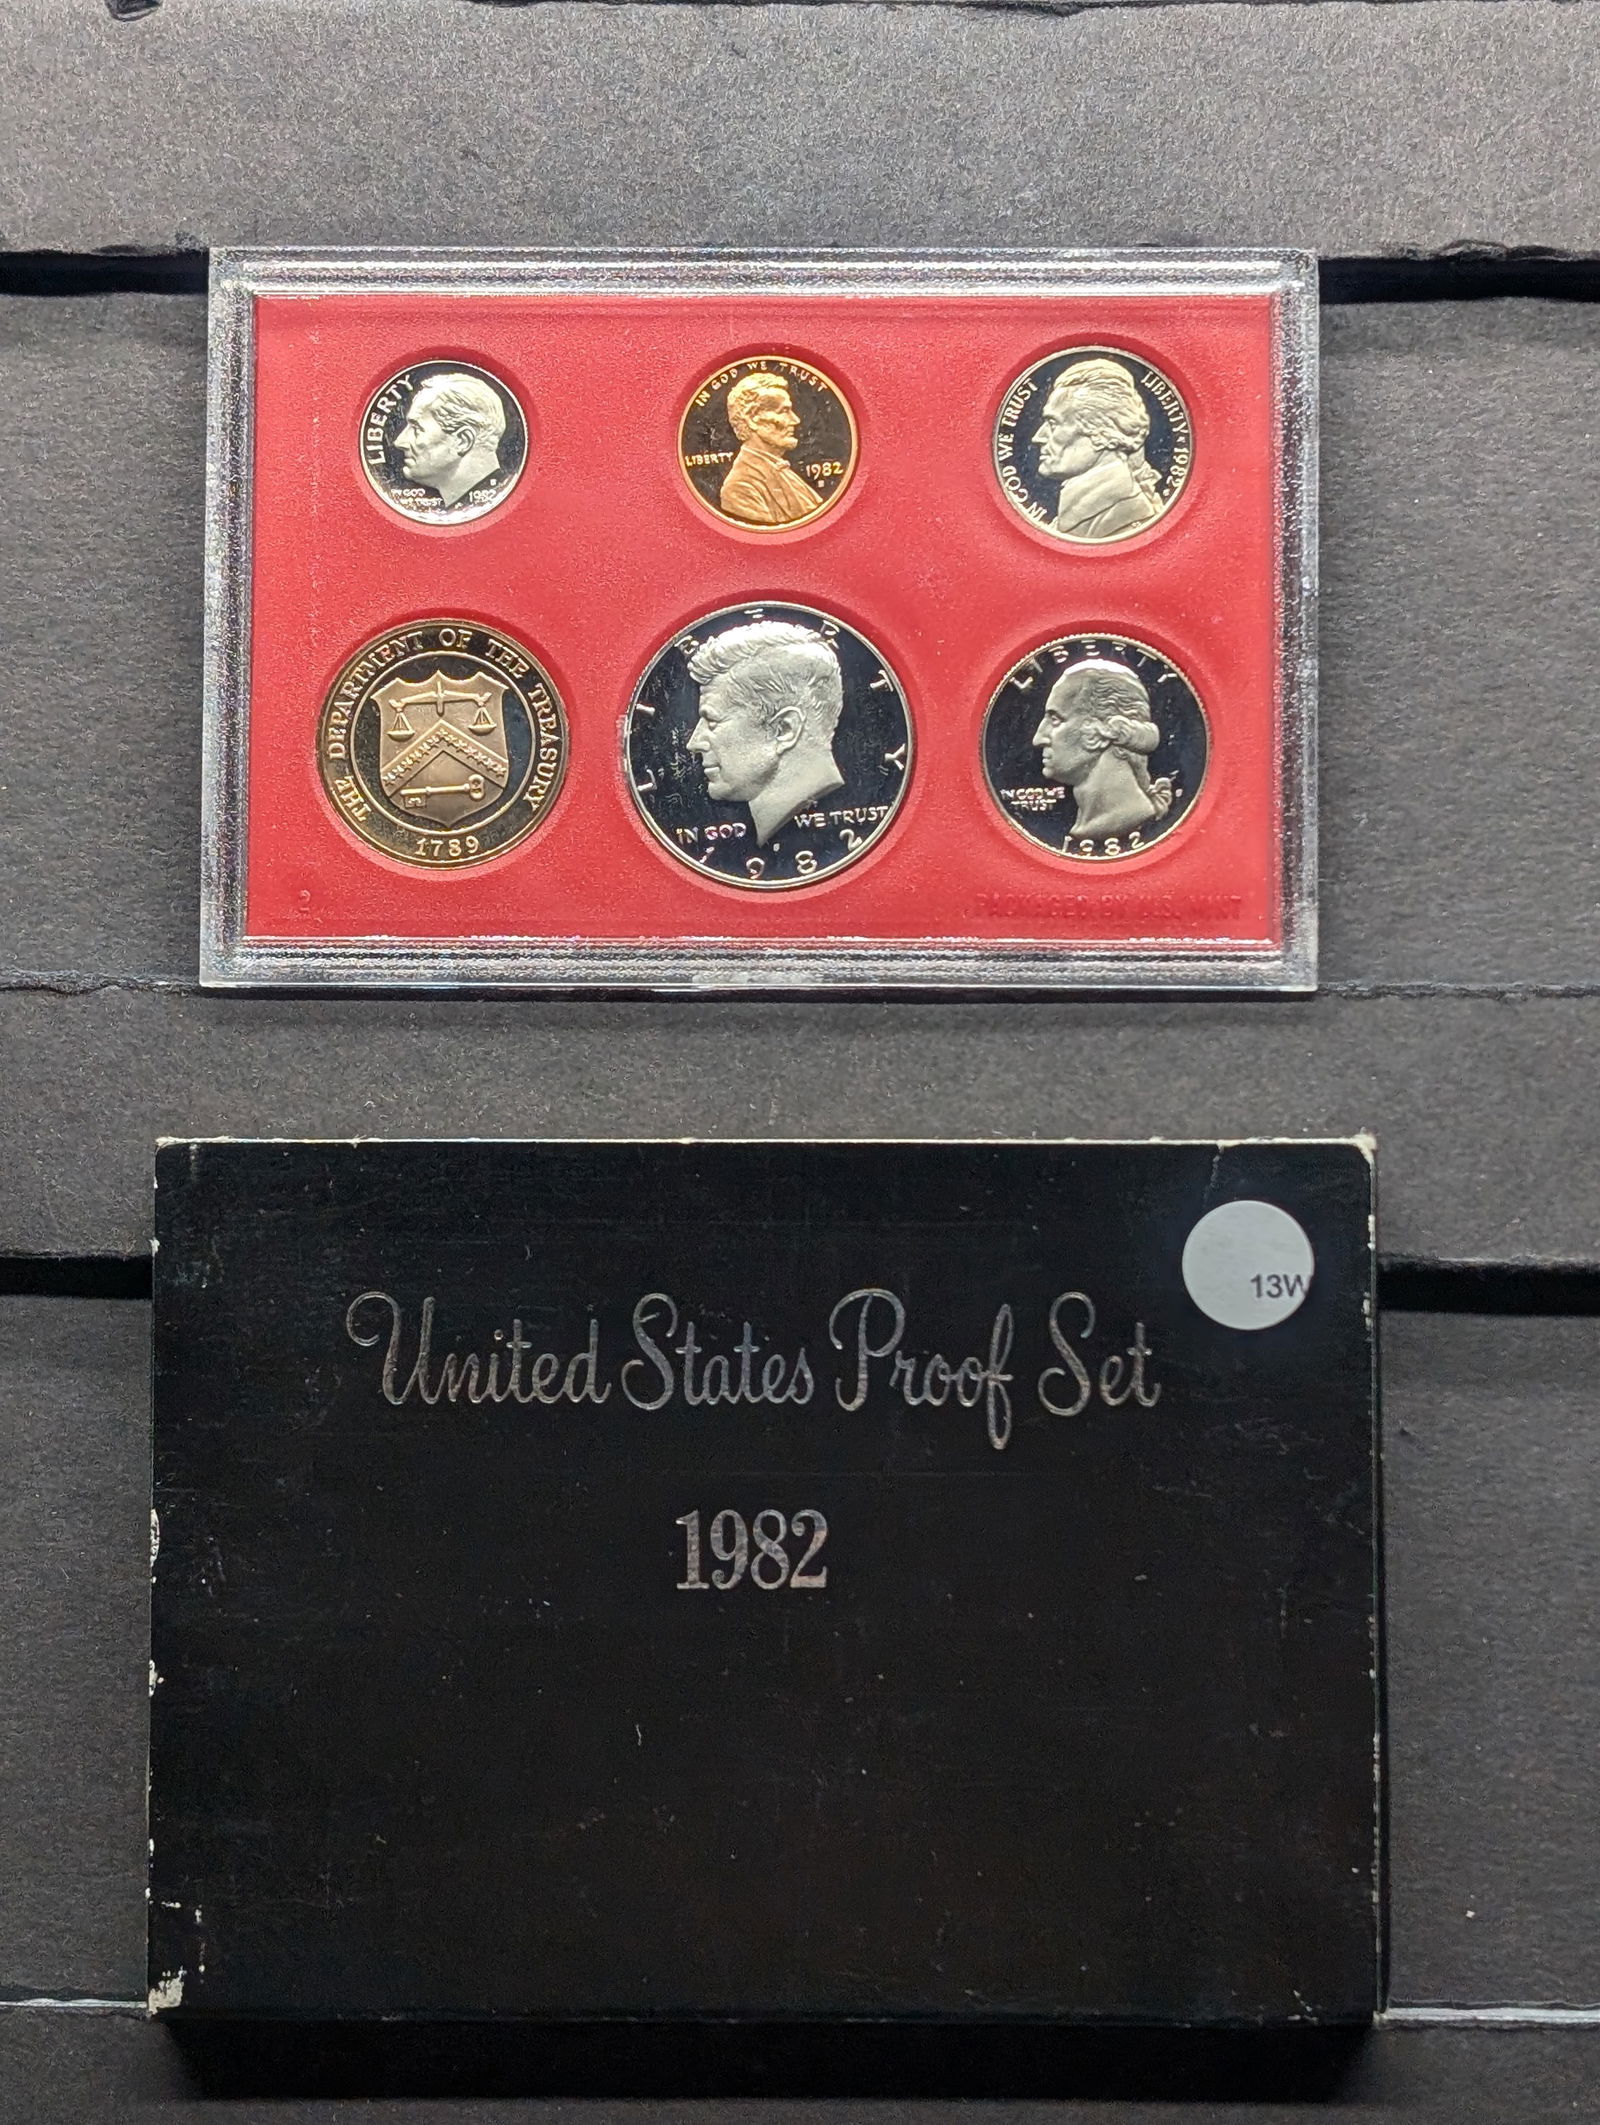 LIBERTY
IN GOD
WE TRUST
1982
S
IN GOD WE TRUST
LIBERTY
1982
S
IN GOD WE TRUST
LIBERTY
1982
THE DEPARTMENT OF THE TREASURY
1789
LIBERTY
IN GOD WE TRUST
1982
LIBERTY
IN GOD WE
TRUST
1982
2
PACKAGED BY U.S. MINT
13W
United States Proof Set
1982